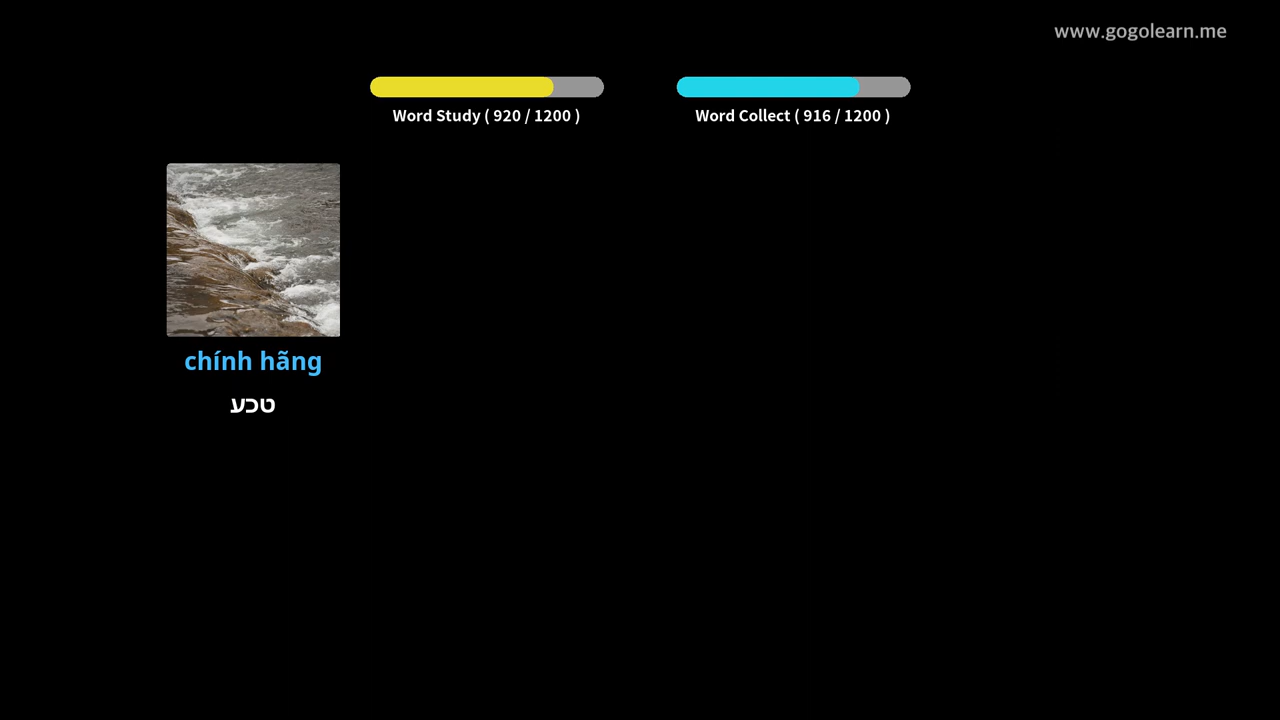 www.gogolearn.me
Word Study ( 920 / 1200 )
Word Collect ( 916 / 1200 )
chính hãng
טכע